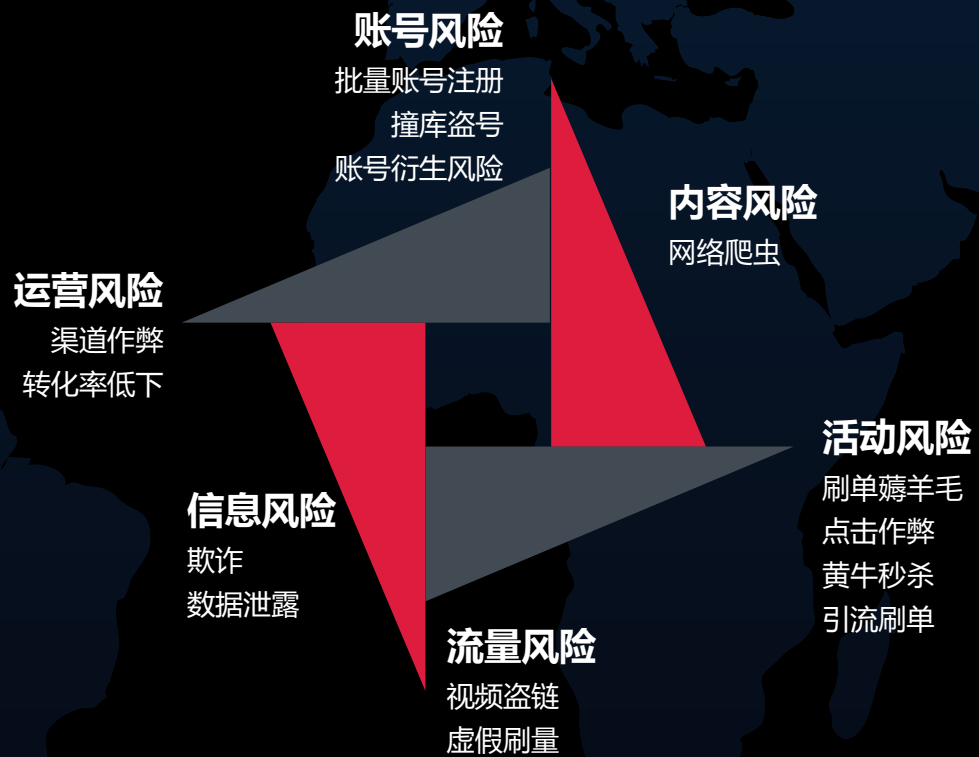 账号风险
批量账号注册
撞库盗号
账号衍生风险
内容风险
网络爬虫
运营风险
渠道作弊
转化率低下
活动风险
刷单薅羊毛
点击作弊
黄牛秒杀
引流刷单
信息风险
欺诈
数据泄露
流量风险
视频盗链
虚假刷量